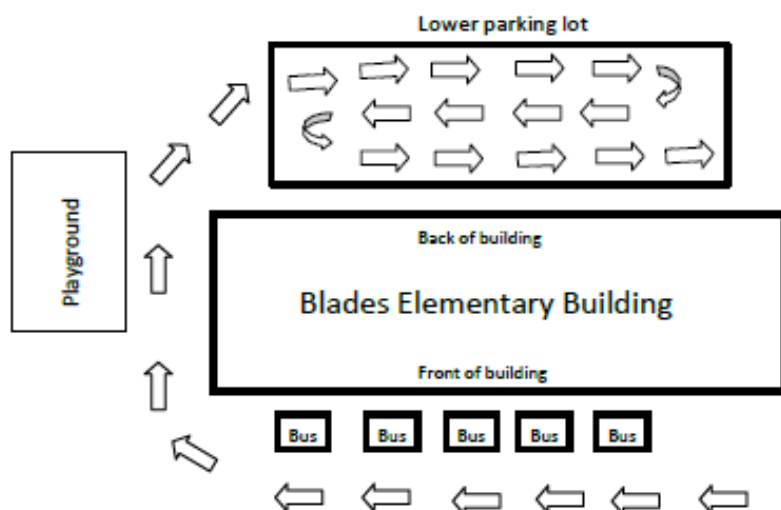 Lower parking lot
Playground
Back of building
Blades Elementary Building
Front of building
Bus
Bus
Bus
Bus
Bus